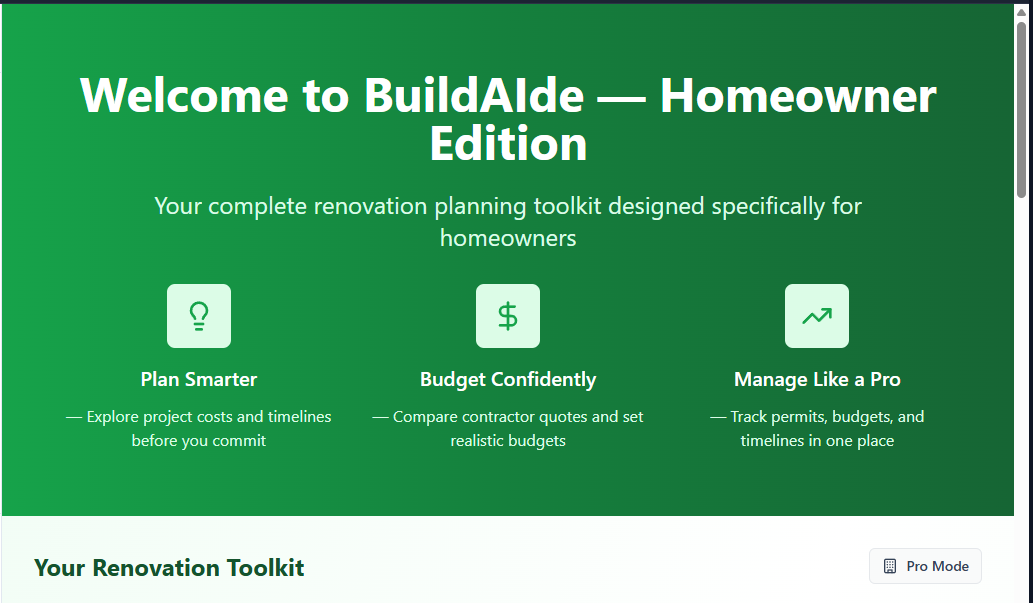 Welcome to BuildAIde — Homeowner
Edition
Your complete renovation planning toolkit designed specifically for
homeowners
Plan Smarter
— Explore project costs and timelines
before you commit
Budget Confidently
— Compare contractor quotes and set
realistic budgets
Manage Like a Pro
— Track permits, budgets, and
timelines in one place
Your Renovation Toolkit
Pro Mode